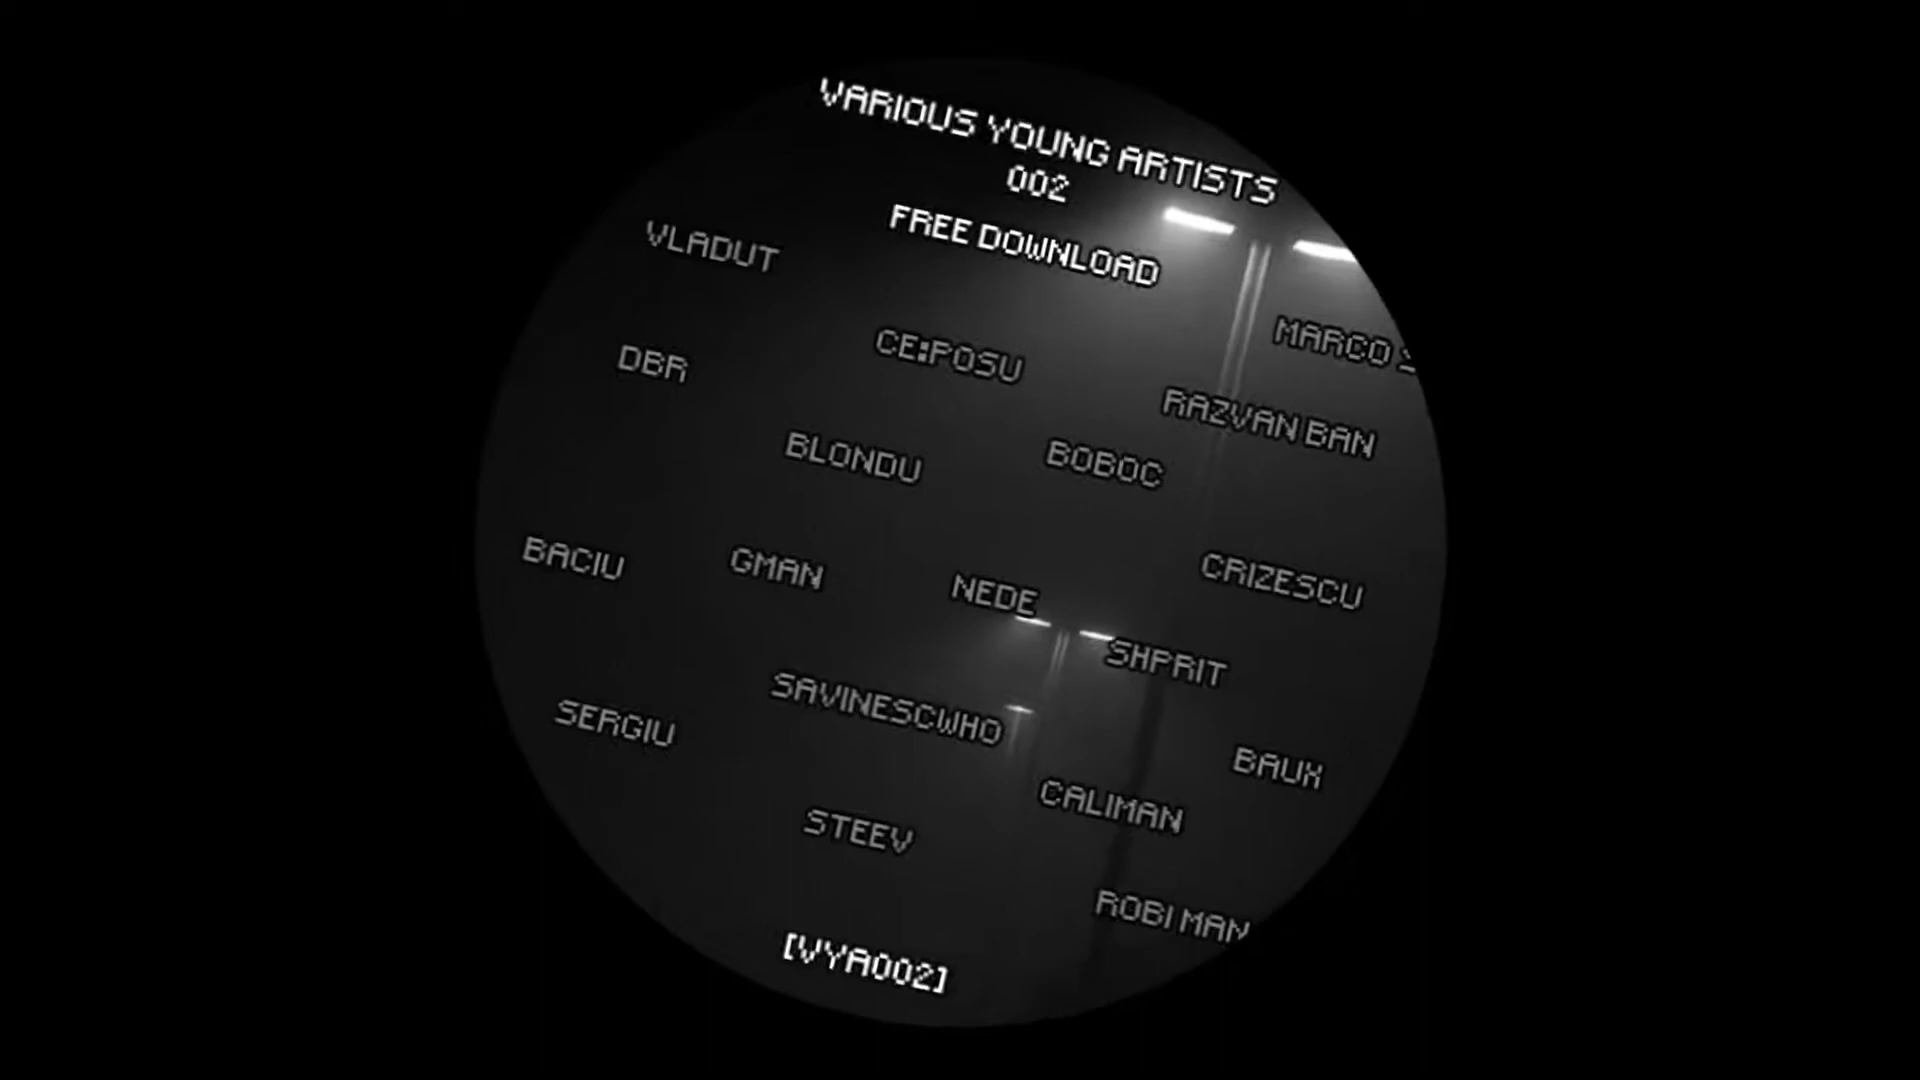 VARIOUS YOUNG ARTISTS
002
FREE DOWNLOAD
VLADUT
MARCO
DBR
CE:POSU
RAZVAN BAN
BLONDU
BOBOC
BACIU
GMAN
NEDE
CRIZESCU
SHPRIT
SERGIU
SAVINESCWHO
BAUX
CALIMAN
STEEV
ROBI MAN
[VYA002]